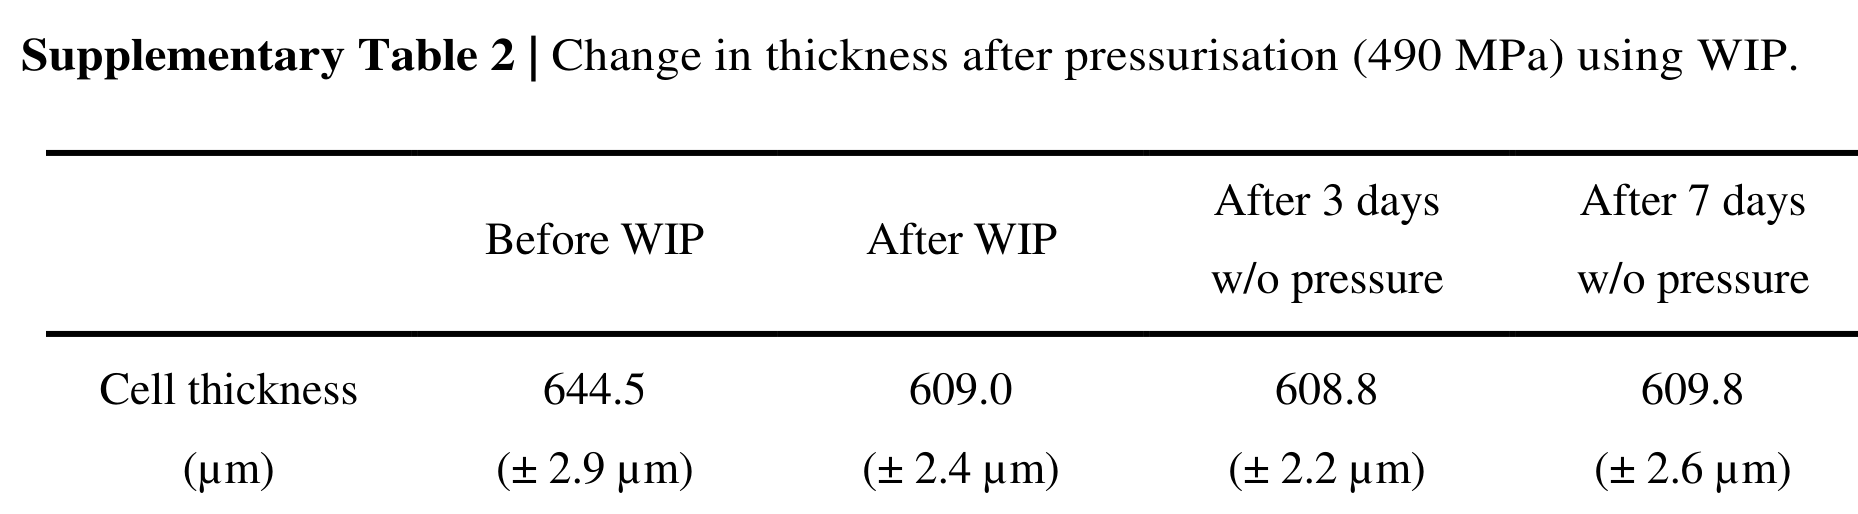 Supplementary Table 2 | Change in thickness after pressurisation (490 MPa) using WIP.
Before WIP After WIP After 3 days w/o pressure After 7 days w/o pressure
Cell thickness 644.5 609.0 608.8 609.8
(µm) (± 2.9 µm) (± 2.4 µm) (± 2.2 µm) (± 2.6 µm)